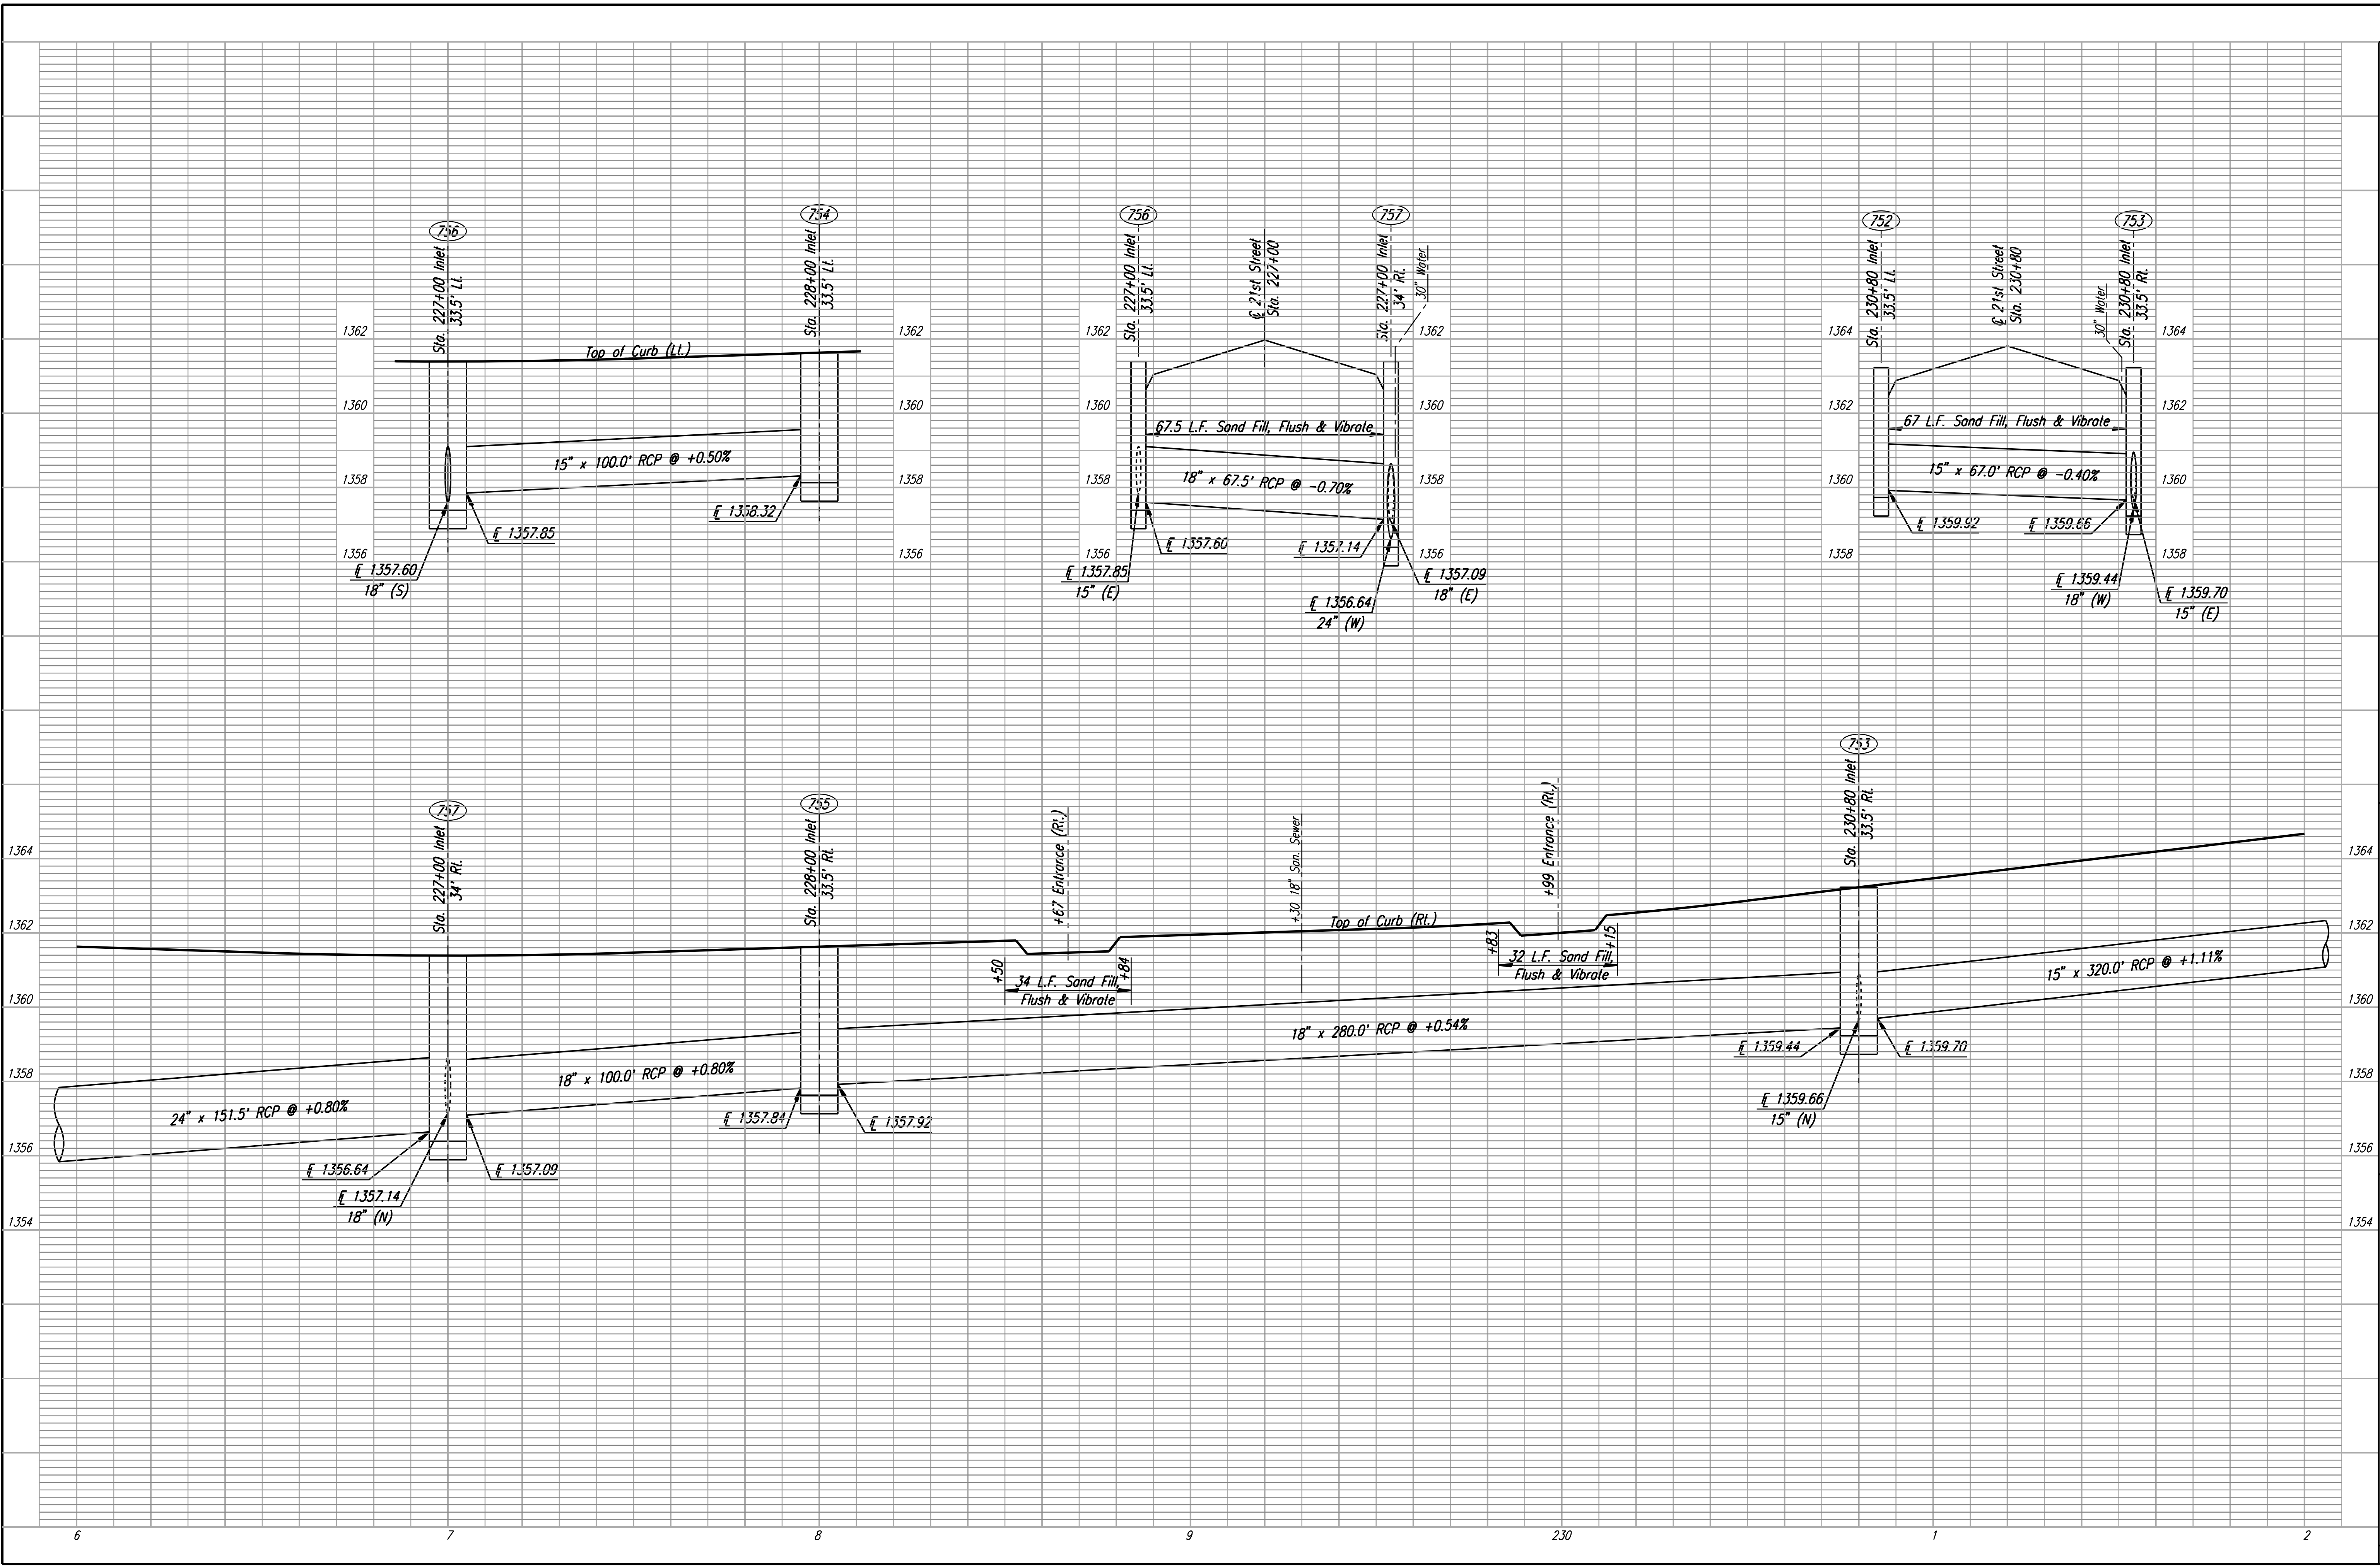 756
Sta. 227+00 Inlet
33.5' Lt.
754
Sta. 228+00 Inlet
33.5' Lt.
1362
1362
Top of Curb (Lt.)
1360
1360
15" x 100.0' RCP @ +0.50%
1358
1358
℄ 1358.32
℄ 1357.85
1356
1356
℄ 1357.60
18" (S)
756
Sta. 227+00 Inlet
33.5' Lt.
℄ 21st Street
Sta. 227+00
757
Sta. 227+00 Inlet
34' Rt.
30" Water
1362
1362
1360
1360
67.5 L.F. Sand Fill, Flush & Vibrate
18" x 67.5' RCP @ -0.70%
1358
1358
℄ 1357.60
℄ 1357.14
1356
1356
℄ 1357.85
15" (E)
℄ 1357.09
18" (E)
℄ 1356.64
24" (W)
752
Sta. 230+80 Inlet
33.5' Lt.
℄ 21st Street
Sta. 230+80
30" Water
753
Sta. 230+80 Inlet
33.5' Rt.
1364
1364
1362
1362
67 L.F. Sand Fill, Flush & Vibrate
15" x 67.0' RCP @ -0.40%
1360
1360
℄ 1359.92
℄ 1359.66
1358
1358
℄ 1359.44
18" (W)
℄ 1359.70
15" (E)
757
Sta. 227+00 Inlet
34' Rt.
755
Sta. 228+00 Inlet
33.5' Rt.
+67 Entrance (Rt.)
+30 18" San. Sewer
+99 Entrance (Rt.)
753
Sta. 230+80 Inlet
33.5' Rt.
1364
1364
1362
1362
Top of Curb (Rt.)
+50
+84
34 L.F. Sand Fill,
Flush & Vibrate
+83
+15
32 L.F. Sand Fill,
Flush & Vibrate
1360
1360
15" x 320.0' RCP @ +1.11%
18" x 280.0' RCP @ +0.54%
℄ 1359.44
℄ 1359.70
1358
1358
18" x 100.0' RCP @ +0.80%
24" x 151.5' RCP @ +0.80%
℄ 1357.84
℄ 1357.92
℄ 1359.66
15" (N)
1356
1356
℄ 1356.64
℄ 1357.09
℄ 1357.14
18" (N)
1354
1354
6
7
8
9
230
1
2